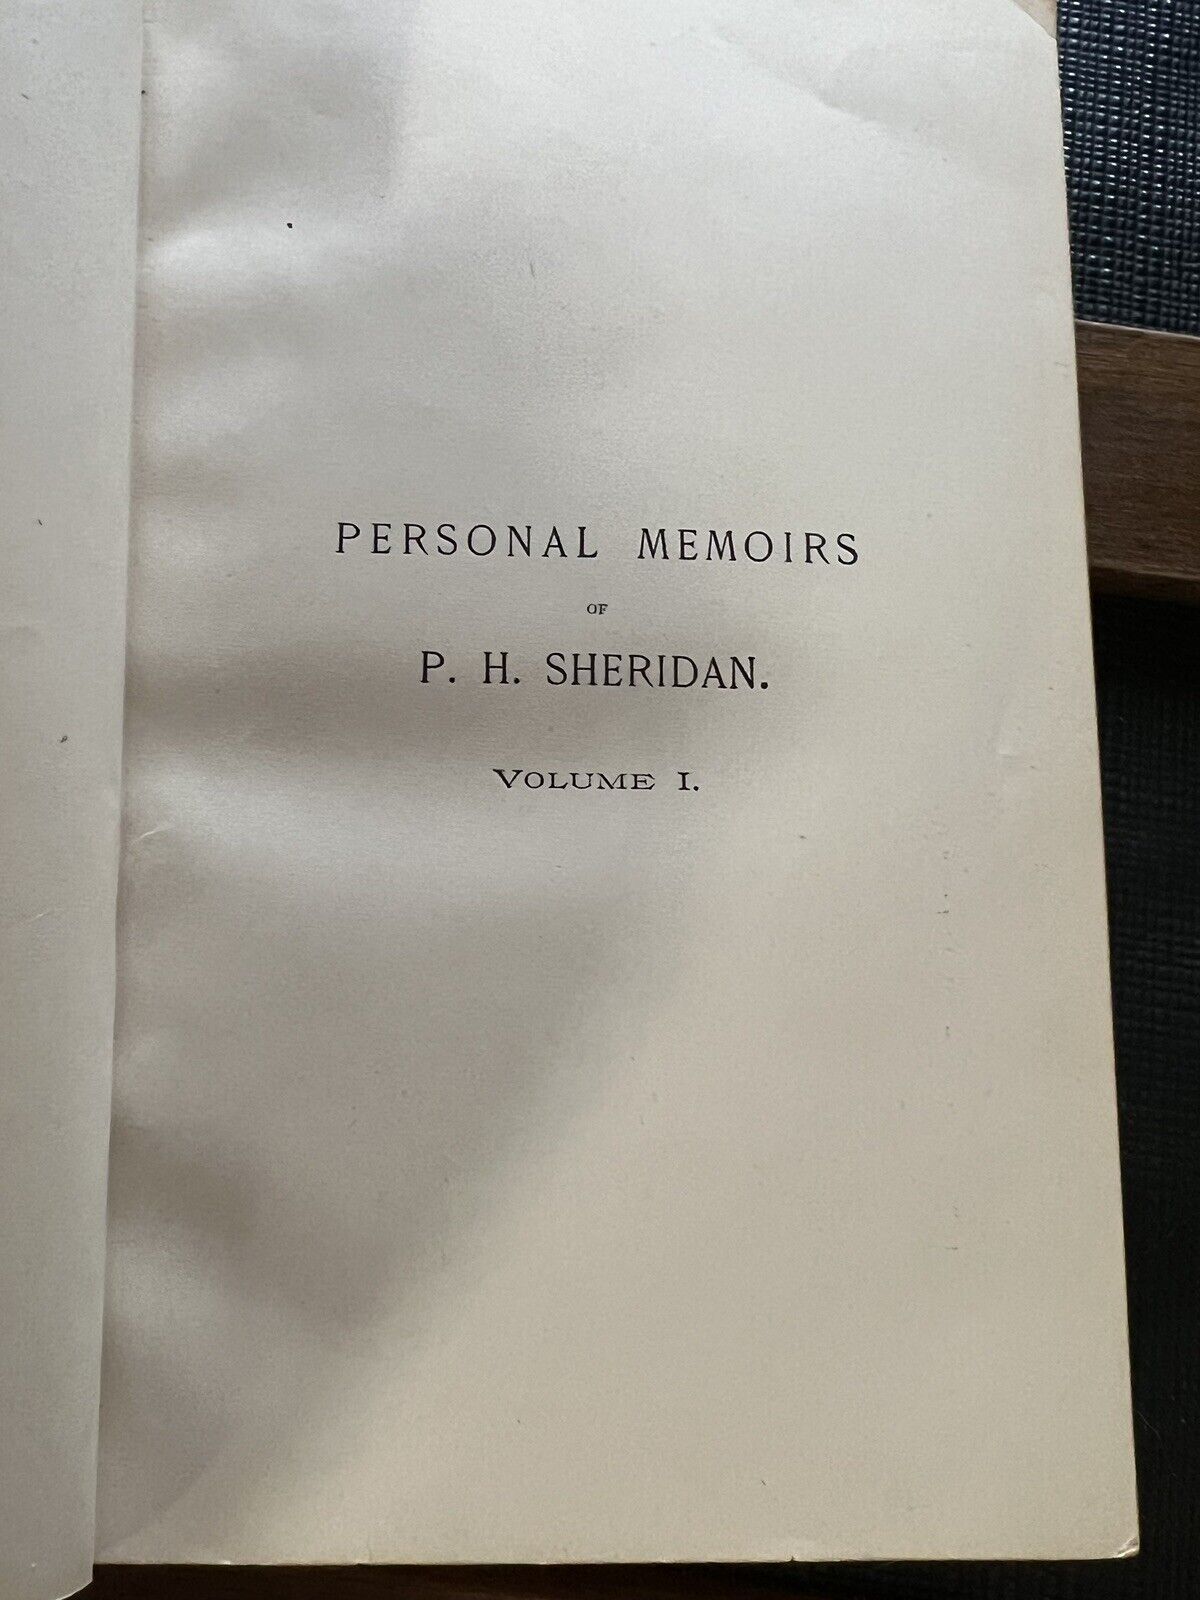 PERSONAL MEMOIRS
OF
P. H. SHERIDAN.
VOLUME I.